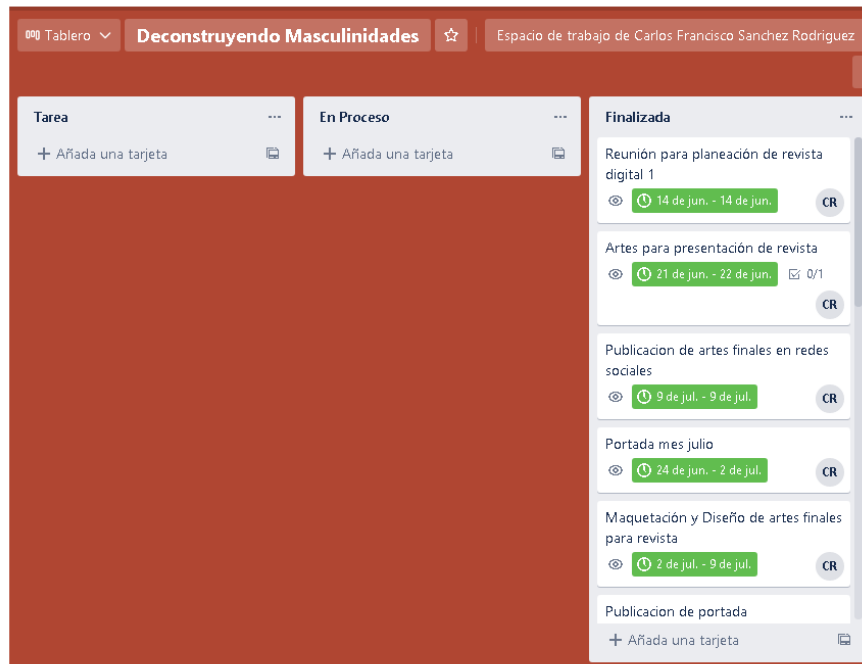 Tablero
Deconstruyendo Masculinidades
Espacio de trabajo de Carlos Francisco Sanchez Rodriguez
Tarea
Añada una tarjeta
En Proceso
Añada una tarjeta
Finalizada
Reunión para planeación de revista
digital 1
14 de jun. - 14 de jun.
CR
Artes para presentación de revista
21 de jun. - 22 de jun.
0/1
CR
Publicacion de artes finales en redes
sociales
9 de jul. - 9 de jul.
CR
Portada mes julio
24 de jun. - 2 de jul.
CR
Maquetación y Diseño de artes finales
para revista
2 de jul. - 9 de jul.
CR
Publicacion de portada
Añada una tarjeta